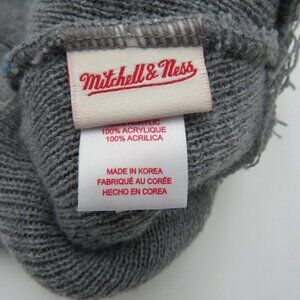 Mitchell & Ness
100% ACRYLIQUE
100% ACRILICA
MADE IN KOREA
FABRIQUÉ AU CORÉE
HECHO EN COREA